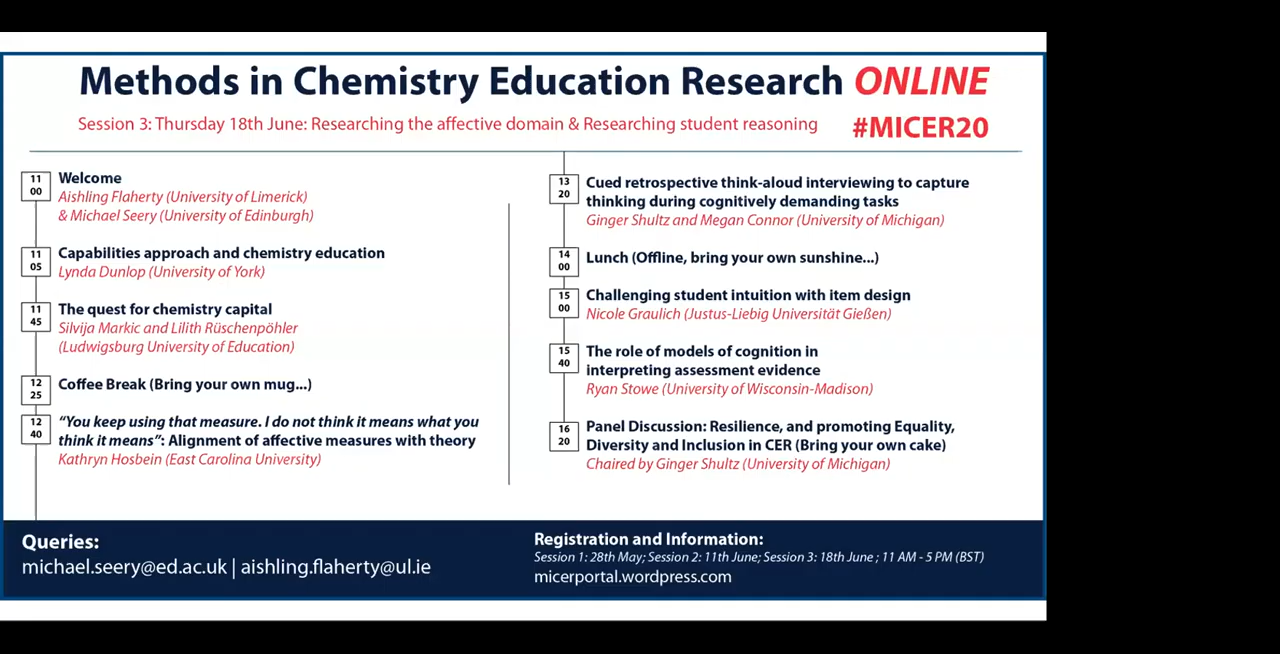 Methods in Chemistry Education Research ONLINE
Session 3: Thursday 18th June: Researching the affective domain & Researching student reasoning
#MICER20
11
00
Welcome
Aishling Flaherty (University of Limerick)
& Michael Seery (University of Edinburgh)
11
05
Capabilities approach and chemistry education
Lynda Dunlop (University of York)
11
45
The quest for chemistry capital
Silvija Markic and Lilith Rüschenpöhler
(Ludwigsburg University of Education)
12
25
Coffee Break (Bring your own mug...)
12
40
“You keep using that measure. I do not think it means what you
think it means”: Alignment of affective measures with theory
Kathryn Hosbein (East Carolina University)
13
20
Cued retrospective think-aloud interviewing to capture
thinking during cognitively demanding tasks
Ginger Shultz and Megan Connor (University of Michigan)
14
00
Lunch (Offline, bring your own sunshine...)
15
00
Challenging student intuition with item design
Nicole Graulich (Justus-Liebig Universität Gießen)
15
40
The role of models of cognition in
interpreting assessment evidence
Ryan Stowe (University of Wisconsin-Madison)
16
20
Panel Discussion: Resilience, and promoting Equality,
Diversity and Inclusion in CER (Bring your own cake)
Chaired by Ginger Shultz (University of Michigan)
Queries:
michael.seery@ed.ac.uk | aishling.flaherty@ul.ie
Registration and Information:
Session 1: 28th May; Session 2: 11th June; Session 3: 18th June ; 11 AM - 5 PM (BST)
micerportal.wordpress.com